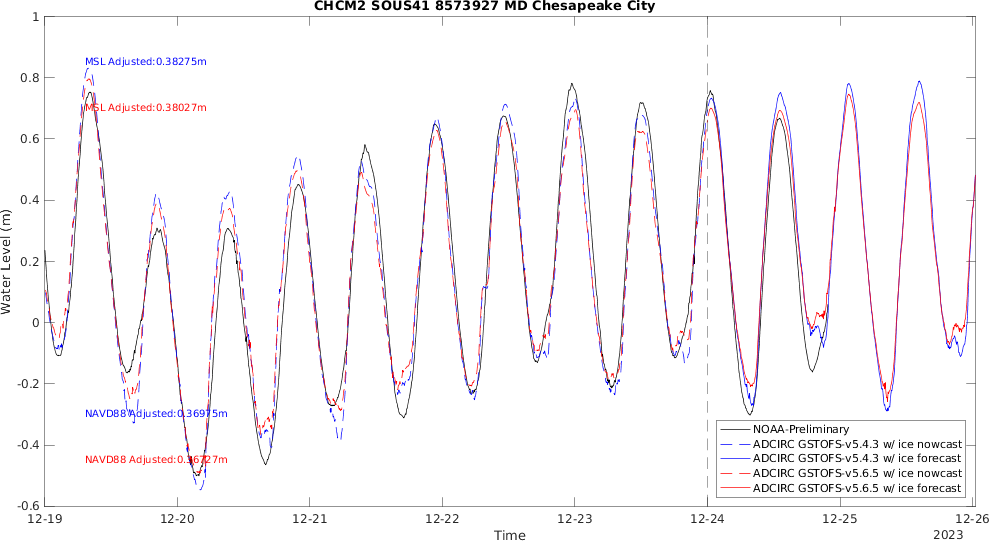 CHCM2 SOUS41 8573927 MD Chesapeake City
Water Level (m)
1
0.8
0.6
0.4
0.2
0
-0.2
-0.4
-0.6
MSL Adjusted:0.38275m
MSL Adjusted:0.38027m
NAVD88 Adjusted:0.36975m
NAVD88 Adjusted:0.36727m
NOAA-Preliminary
ADCIRC GSTOFS-v5.4.3 w/ ice nowcast
ADCIRC GSTOFS-v5.4.3 w/ ice forecast
ADCIRC GSTOFS-v5.6.5 w/ ice nowcast
ADCIRC GSTOFS-v5.6.5 w/ ice forecast
12-19 12-20 12-21 12-22 12-23 12-24 12-25 12-26
Time
2023